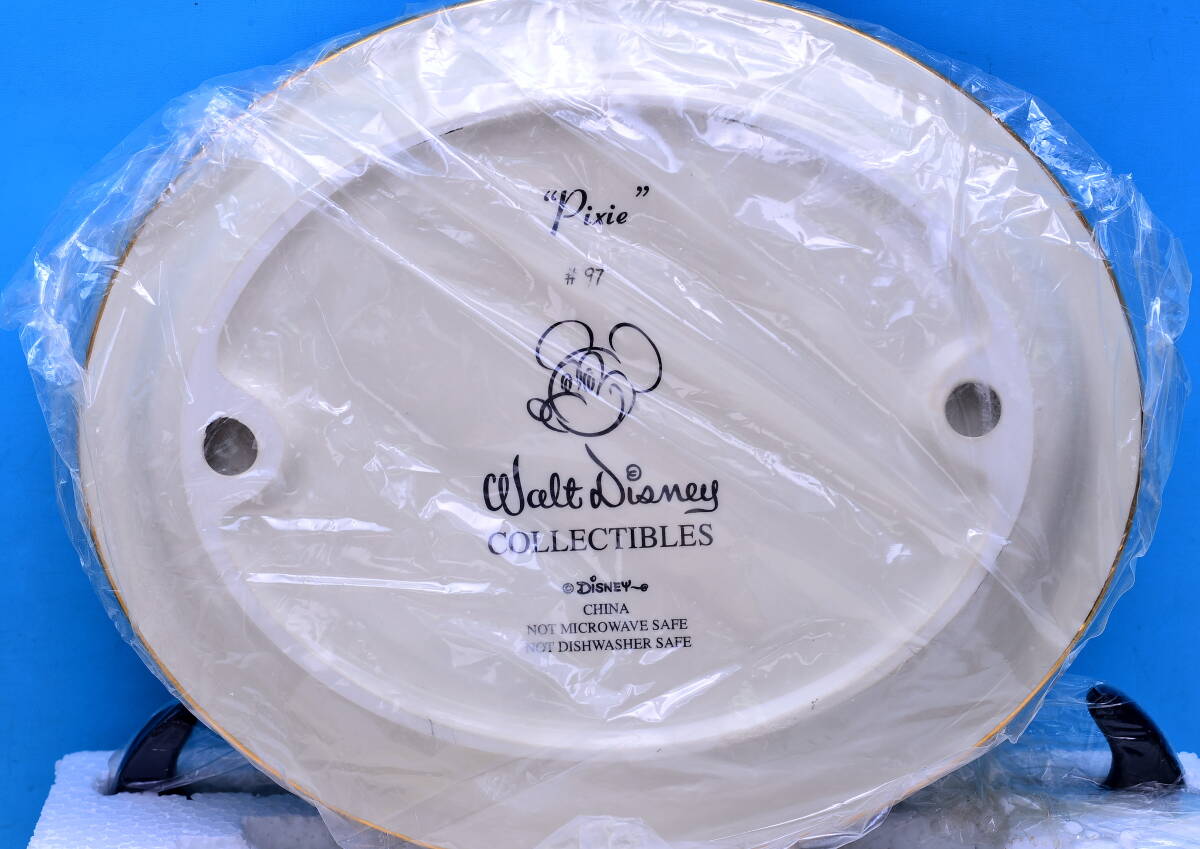 "Pixie"
# 97
Walt Disney
©
COLLECTIBLES
© DISNEY
CHINA
NOT MICROWAVE SAFE
NOT DISHWASHER SAFE